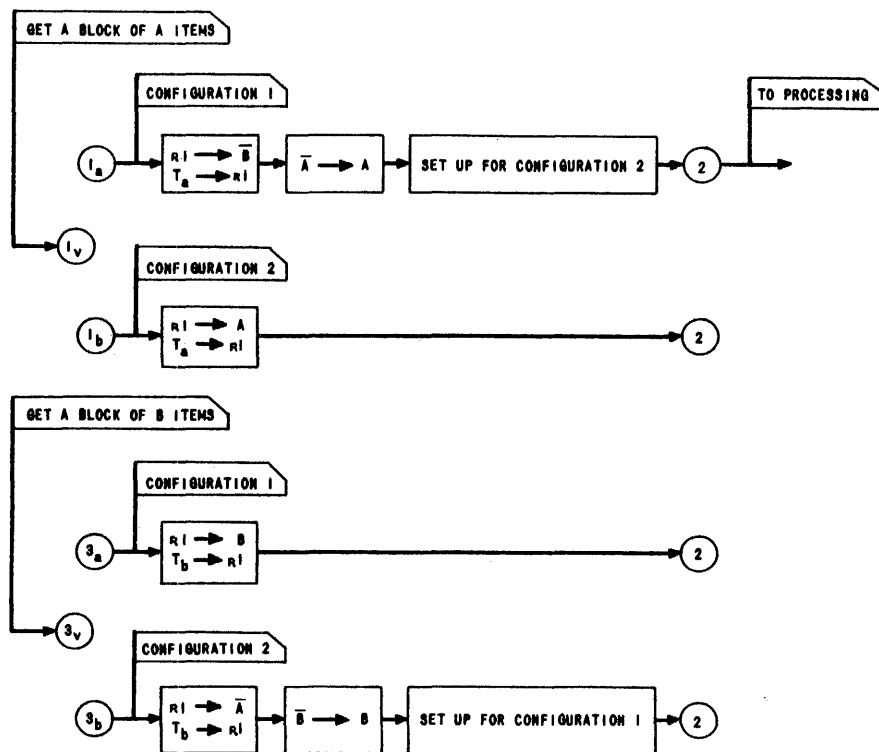 GET A BLOCK OF A ITEMS
CONFIGURATION 1
TO PROCESSING
1a
RI → B̅
Ta → RI
A̅ → A
SET UP FOR CONFIGURATION 2
2
1v
CONFIGURATION 2
1b
RI → A
Ta → RI
2
GET A BLOCK OF B ITEMS
CONFIGURATION 1
3a
RI → B
Tb → RI
2
3v
CONFIGURATION 2
3b
RI → A̅
Tb → RI
B̅ → B
SET UP FOR CONFIGURATION 1
2